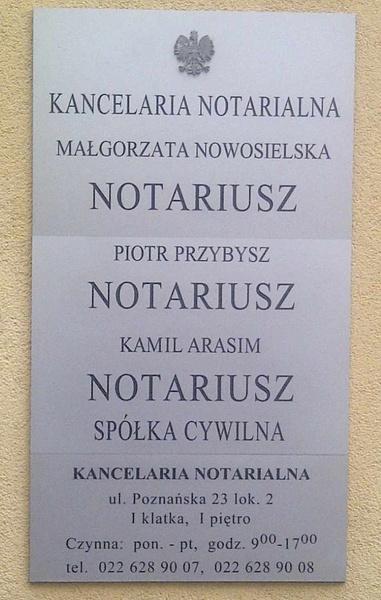 KANCELARIA NOTARIALNA
MAŁGORZATA NOWOSIELSKA
NOTARIUSZ
PIOTR PRZYBYSZ
NOTARIUSZ
KAMIL ARASIM
NOTARIUSZ
SPÓŁKA CYWILNA
KANCELARIA NOTARIALNA
ul. Poznańska 23 lok. 2
I klatka, I piętro
Czynna: pon. - pt, godz. 9⁰⁰-17⁰⁰
tel. 022 628 90 07, 022 628 90 08